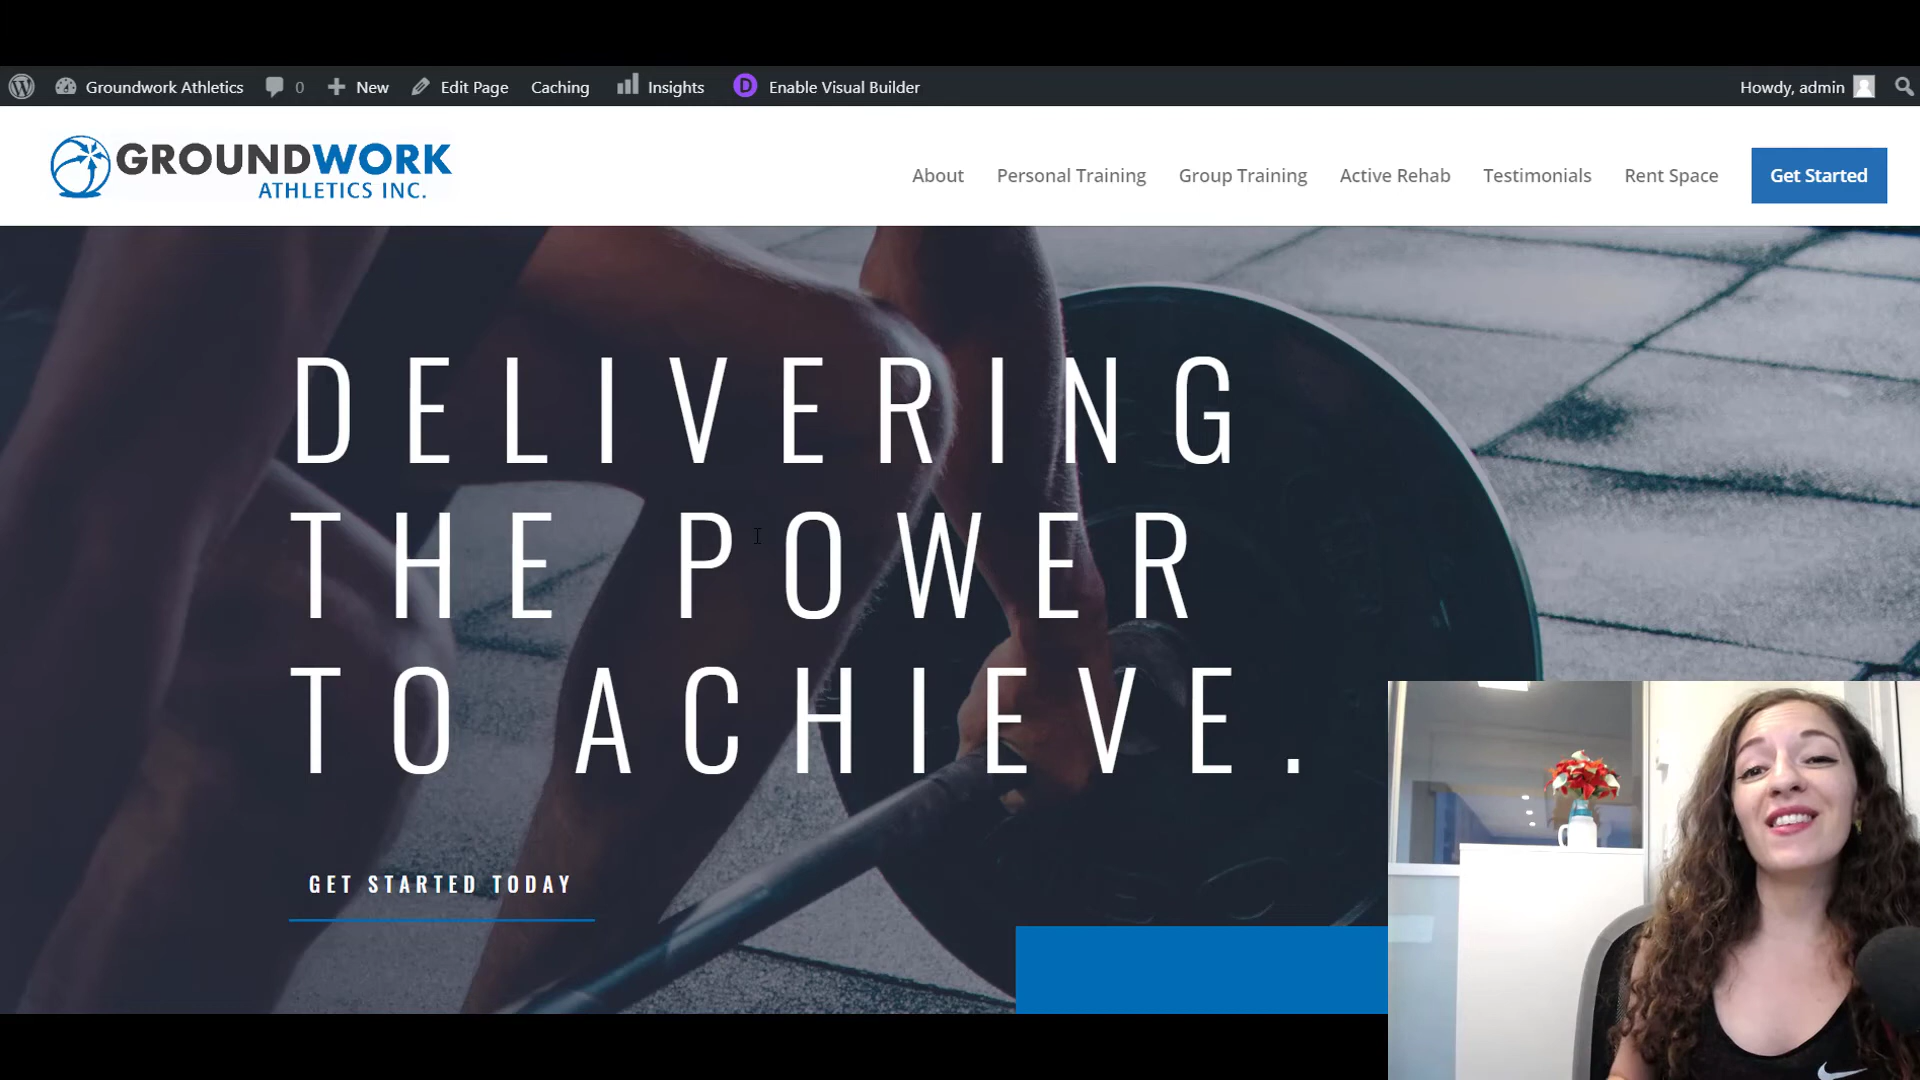 Groundwork Athletics 0 New Edit Page Caching Insights D Enable Visual Builder Howdy, admin
GROUNDWORK
ATHLETICS INC.
About Personal Training Group Training Active Rehab Testimonials Rent Space Get Started
DELIVERING
THE POWER
TO ACHIEVE.
GET STARTED TODAY